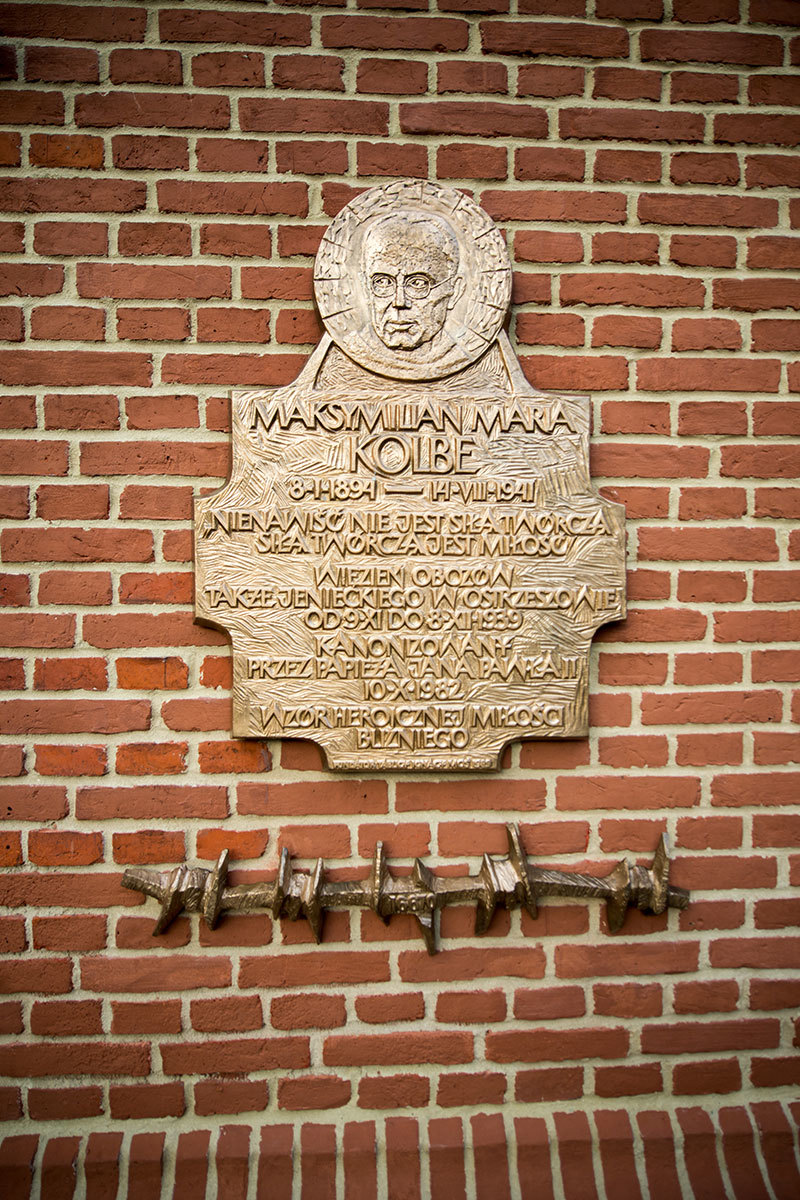 MAKSYMILIAN MARIA
KOLBE
8-I-1894 — 14-VIII-1941
NIENAWIŚĆ NIE JEST SIŁĄ TWÓRCZĄ
SIŁĄ TWÓRCZĄ JEST MIŁOŚĆ
WIĘZIEŃ OBOZÓW
TAKŻE JENIECKIEGO W OSTRZESZOWIE
OD 9-XI DO 8-XII-1939
KANONIZOWANY
PRZEZ PAPIEŻA JANA PAWŁA II
10-X-1982
WZÓR HEROICZNEJ MIŁOŚCI
BLIŹNIEGO
16670